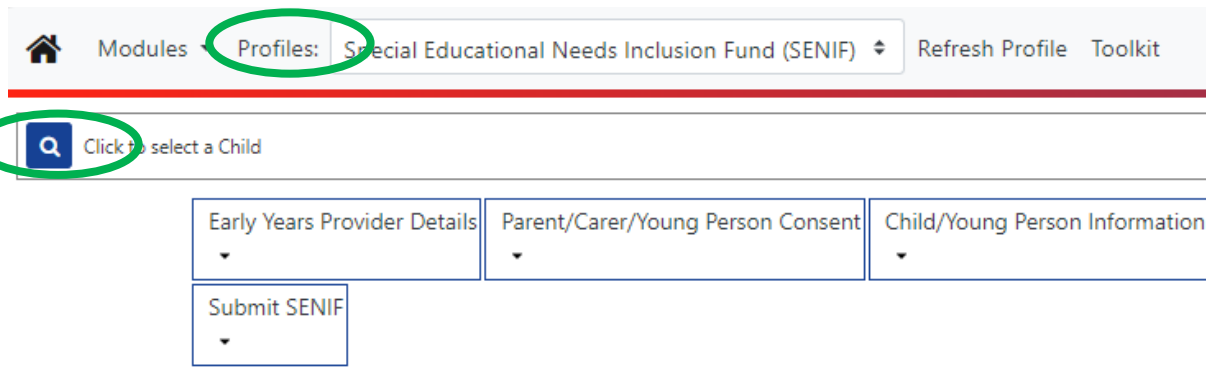 Modules Profiles: Special Educational Needs Inclusion Fund (SENIF) Refresh Profile Toolkit
Click to select a Child
Early Years Provider Details Parent/Carer/Young Person Consent Child/Young Person Information
Submit SENIF